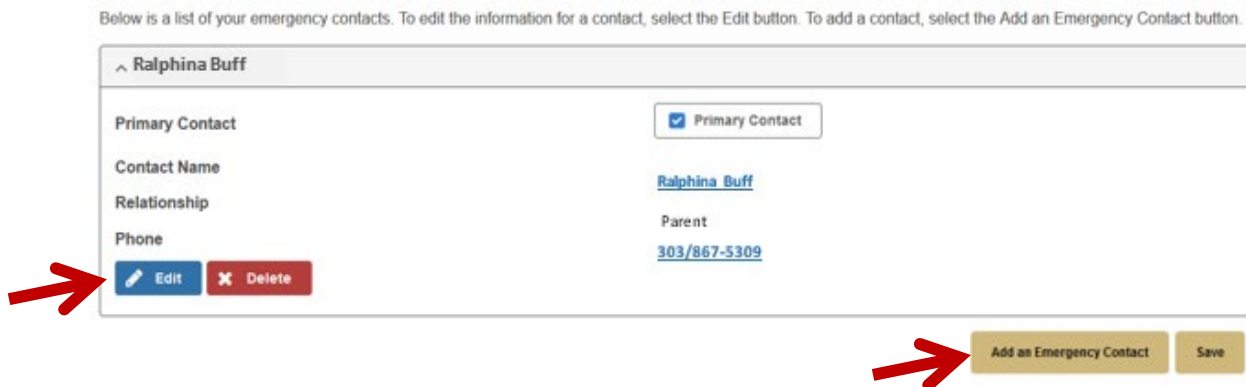 Below is a list of your emergency contacts. To edit the information for a contact, select the Edit button. To add a contact, select the Add an Emergency Contact button.
Ralphina Buff
Primary Contact
Primary Contact
Contact Name
Ralphina Buff
Relationship
Parent
Phone
303/867-5309
Edit
Delete
Add an Emergency Contact
Save